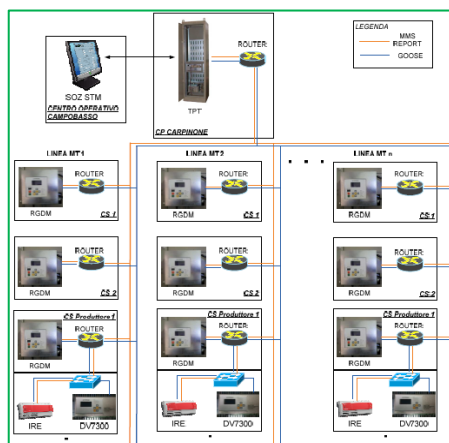 LEGENDA
MMS
REPORT
GOOSE
ROUTER:
TPT
SOZ STM
CENTRO OPERATIVO
CAMPOBASSO
CP CARPINONE
LINEA MT1
LINEA MT2
LINEA MT n
ROUTER
RGDM
CS 1
ROUTER:
RGDM
CS 1
ROUTER:
RGDM
CS 1
ROUTER
RGDM
CS 2
ROUTER:
RGDM
CS 2
ROUTER:
RGDM
CS 2
CS Produttore 1
ROUTER
RGDM
CS Produttore 1
ROUTER:
RGDM
CS Produttore 1
ROUTER:
RGDM
IRE
DV7300
IRE
DV7300
IRE
DV7300